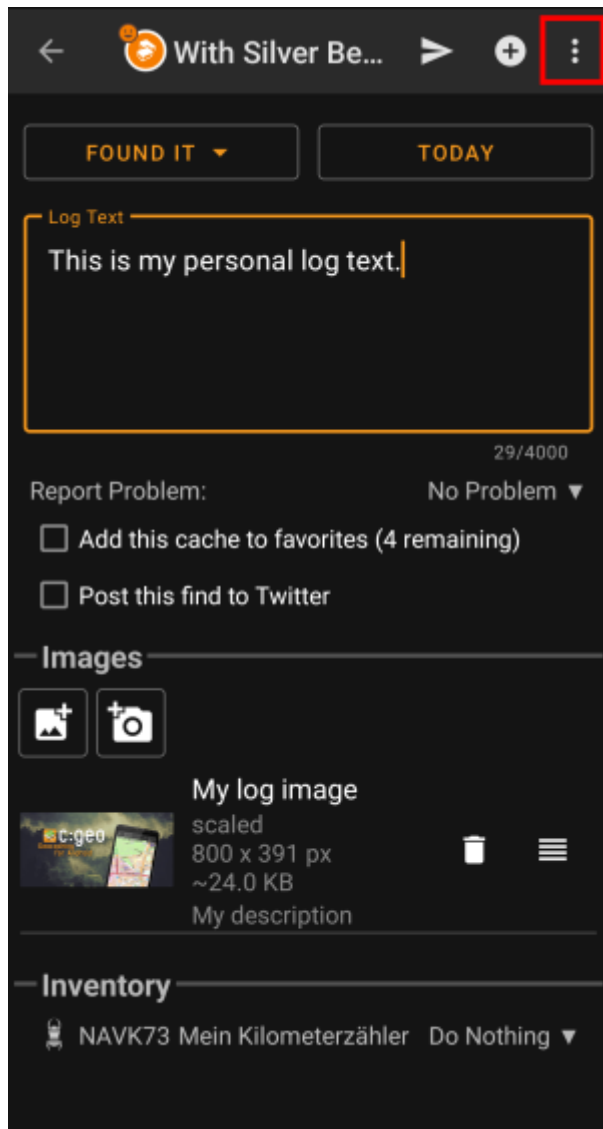 With Silver Be...
FOUND IT
TODAY
Log Text
This is my personal log text.
29/4000
Report Problem:
No Problem
Add this cache to favorites (4 remaining)
Post this find to Twitter
Images
My log image
scaled
800 x 391 px
~24.0 KB
My description
c:geo
Inventory
NAVK73 Mein Kilometerzähler
Do Nothing